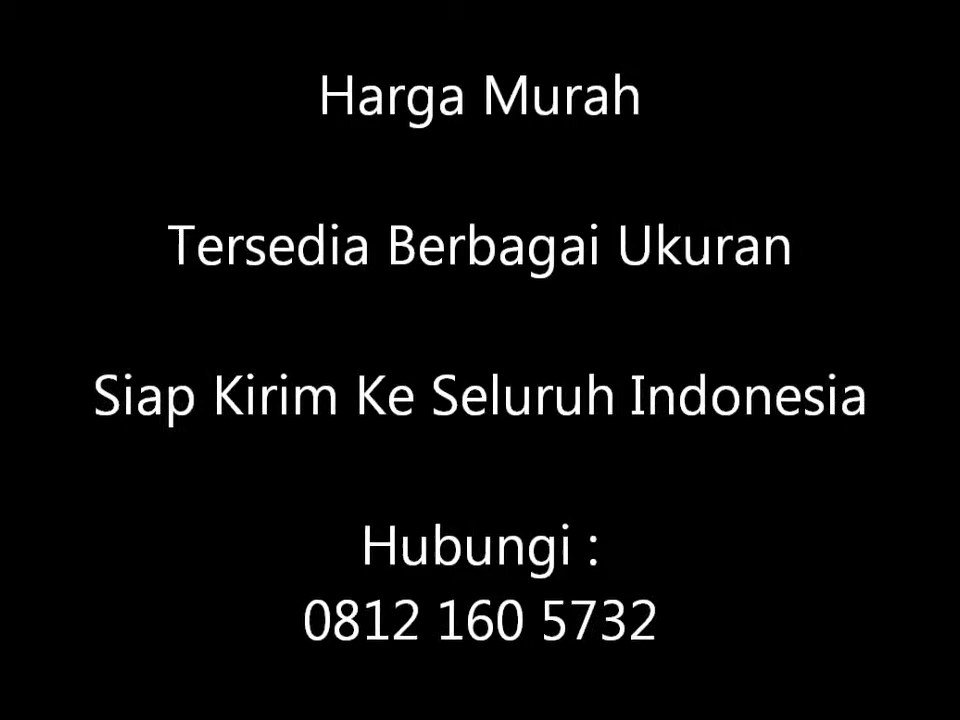 Harga Murah
Tersedia Berbagai Ukuran
Siap Kirim Ke Seluruh Indonesia
Hubungi :
0812 160 5732